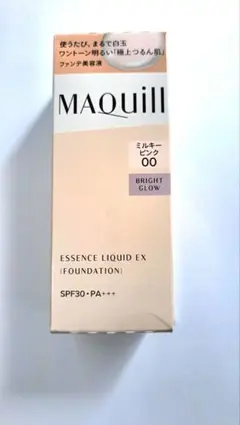 使うたび、まるで白玉
ワントーン明るい「極上つるん肌」
ファンデ美容液
MAQuill
ミルキー
ピンク
00
BRIGHT
GLOW
ESSENCE LIQUID EX
(FOUNDATION)
SPF30・PA+++